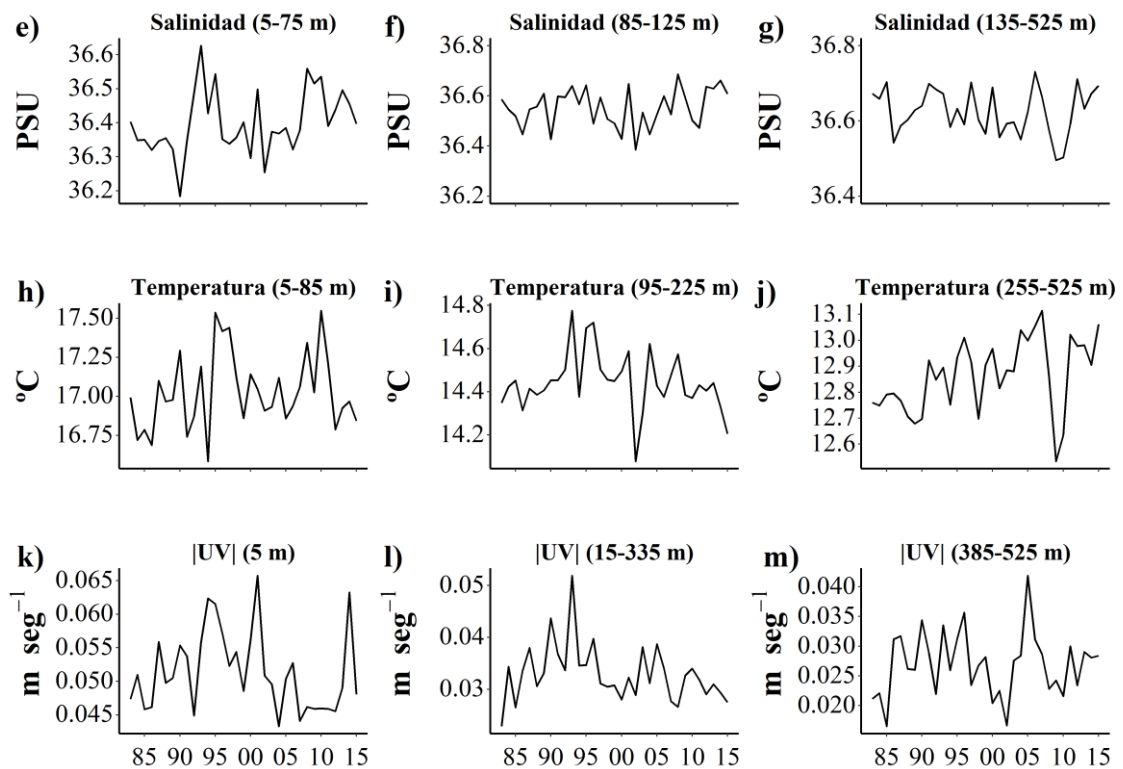 e) Salinidad (5-75 m)
PSU
36.6
36.5
36.4
36.3
36.2
f) Salinidad (85-125 m)
PSU
36.8
36.6
36.4
36.2
g) Salinidad (135-525 m)
PSU
36.8
36.6
36.4
h) Temperatura (5-85 m)
ºC
17.50
17.25
17.00
16.75
i) Temperatura (95-225 m)
ºC
14.8
14.6
14.4
14.2
j) Temperatura (255-525 m)
ºC
13.1
13.0
12.9
12.8
12.7
12.6
k) |UV| (5 m)
m seg⁻¹
0.065
0.060
0.055
0.050
0.045
85 90 95 00 05 10 15
l) |UV| (15-335 m)
m seg⁻¹
0.05
0.04
0.03
85 90 95 00 05 10 15
m) |UV| (385-525 m)
m seg⁻¹
0.040
0.035
0.030
0.025
0.020
85 90 95 00 05 10 15